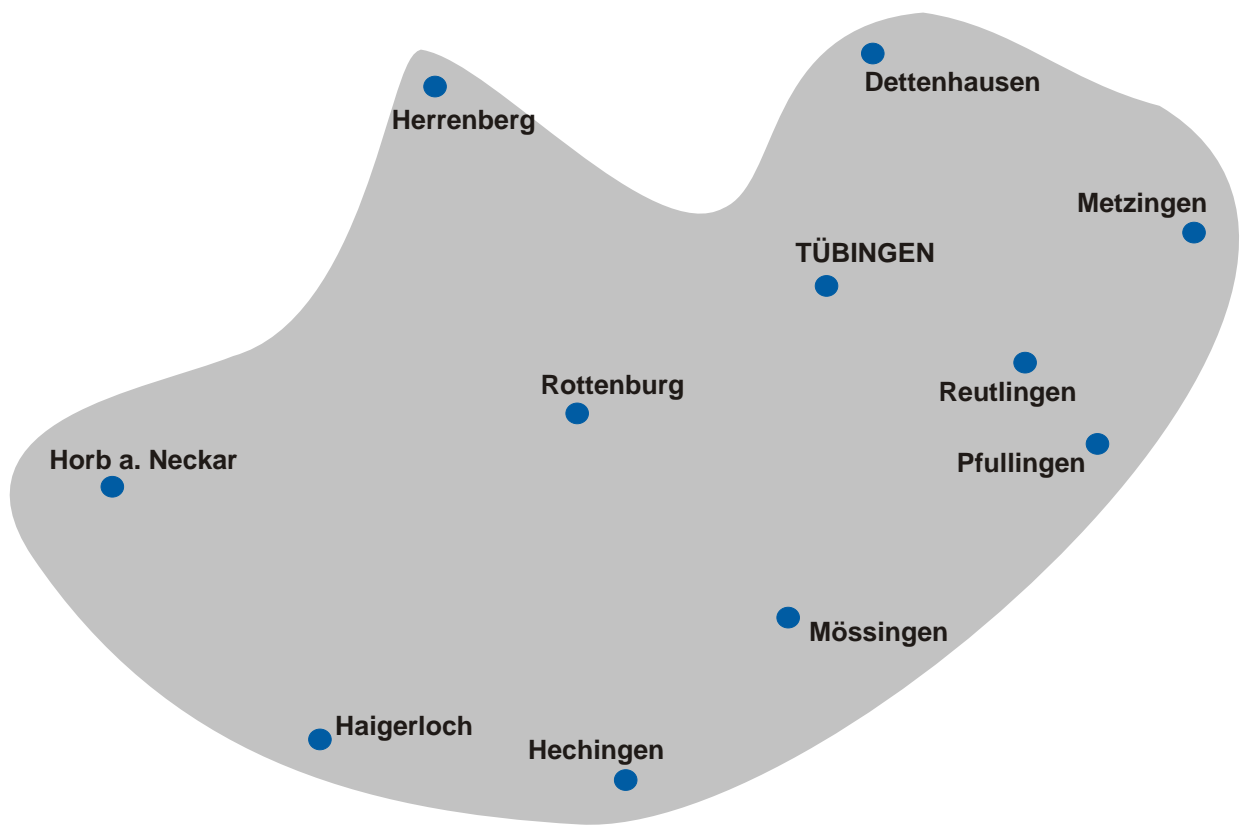 Dettenhausen
Herrenberg
Metzingen
TÜBINGEN
Rottenburg
Reutlingen
Horb a. Neckar
Pfullingen
Mössingen
Haigerloch
Hechingen